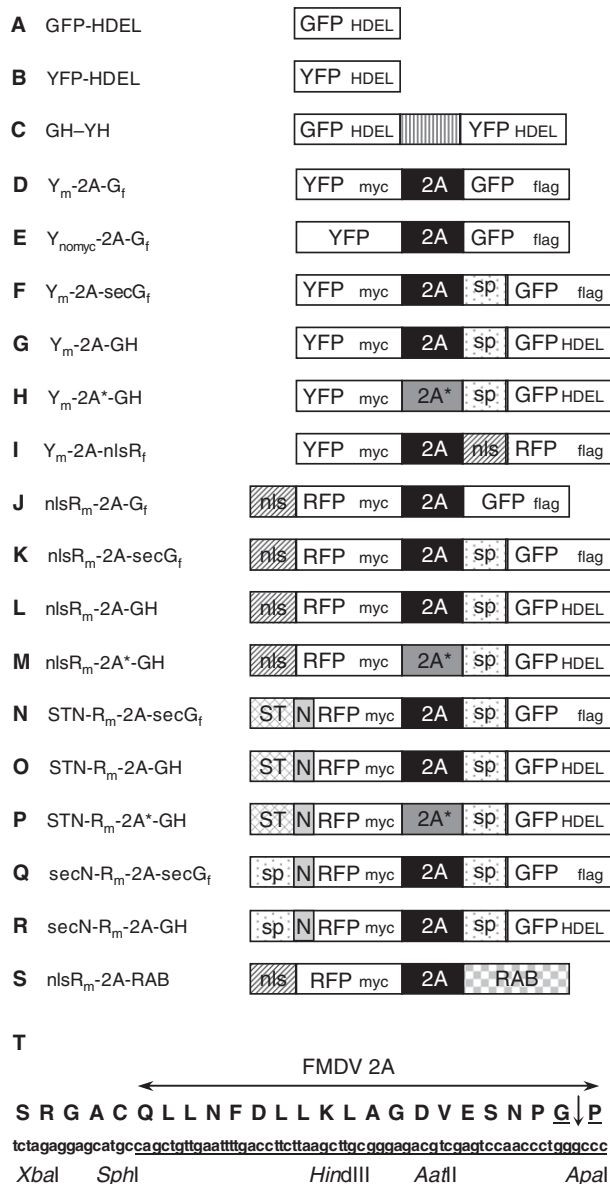 A GFP-HDEL GFP HDEL
B YFP-HDEL YFP HDEL
C GH–YH GFP HDEL YFP HDEL
D Ym-2A-Gf YFP myc 2A GFP flag
E Ynomyc-2A-Gf YFP 2A GFP flag
F Ym-2A-secGf YFP myc 2A sp GFP flag
G Ym-2A-GH YFP myc 2A sp GFP HDEL
H Ym-2A*-GH YFP myc 2A* sp GFP HDEL
I Ym-2A-nlsRf YFP myc 2A nls RFP flag
J nlsRm-2A-Gf nls RFP myc 2A GFP flag
K nlsRm-2A-secGf nls RFP myc 2A sp GFP flag
L nlsRm-2A-GH nls RFP myc 2A sp GFP HDEL
M nlsRm-2A*-GH nls RFP myc 2A* sp GFP HDEL
N STN-Rm-2A-secGf ST N RFP myc 2A sp GFP flag
O STN-Rm-2A-GH ST N RFP myc 2A sp GFP HDEL
P STN-Rm-2A*-GH ST N RFP myc 2A* sp GFP HDEL
Q secN-Rm-2A-secGf sp N RFP myc 2A sp GFP flag
R secN-Rm-2A-GH sp N RFP myc 2A sp GFP HDEL
S nlsRm-2A-RAB nls RFP myc 2A RAB
T
FMDV 2A
S R G A C Q L L N F D L L K L A G D V E S N P G P
tctagaggagcatgccagctgttgaattttgaccttcttaagcttgcgggagacgtcgagtccaaccctgggccc
XbaI SphI HindIII AatII ApaI